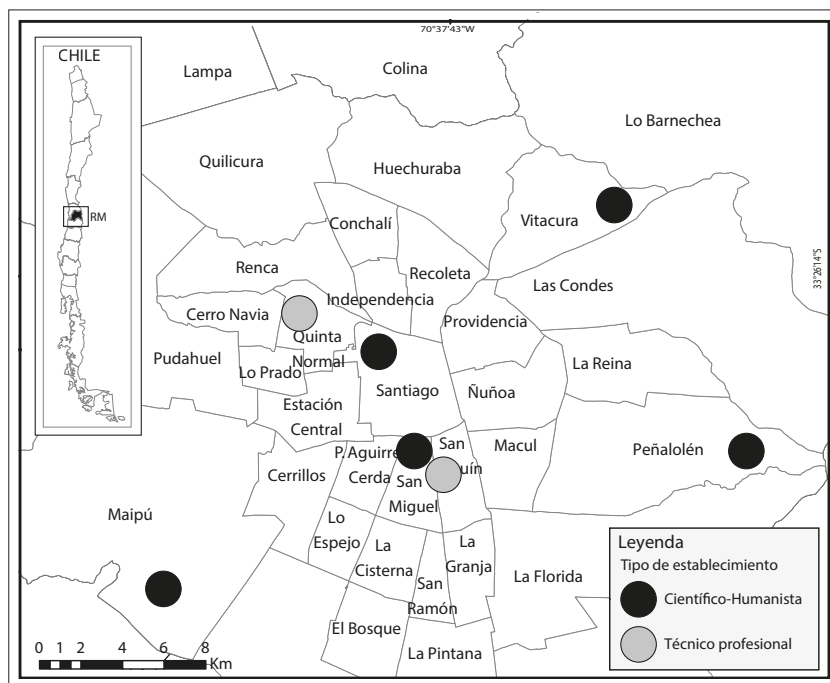 70°37'43"W
CHILE
RM
Lampa
Colina
Lo Barnechea
Quilicura
Huechuraba
Vitacura
Conchalí
33°26'14"S
Renca
Recoleta
Las Condes
Independencia
Cerro Navia
Providencia
Quinta
Normal
Pudahuel
Lo Prado
La Reina
Santiago
Ñuñoa
Estación
Central
P. Aguirre
Cerda
San
uín
Macul
Peñalolén
Cerrillos
San
Miguel
Maipú
Lo
Espejo
La
Cisterna
La
Granja
La Florida
San
Ramón
El Bosque
La Pintana
Leyenda
Tipo de establecimiento
Científico-Humanista
Técnico profesional
0 1 2 4 6 8
Km